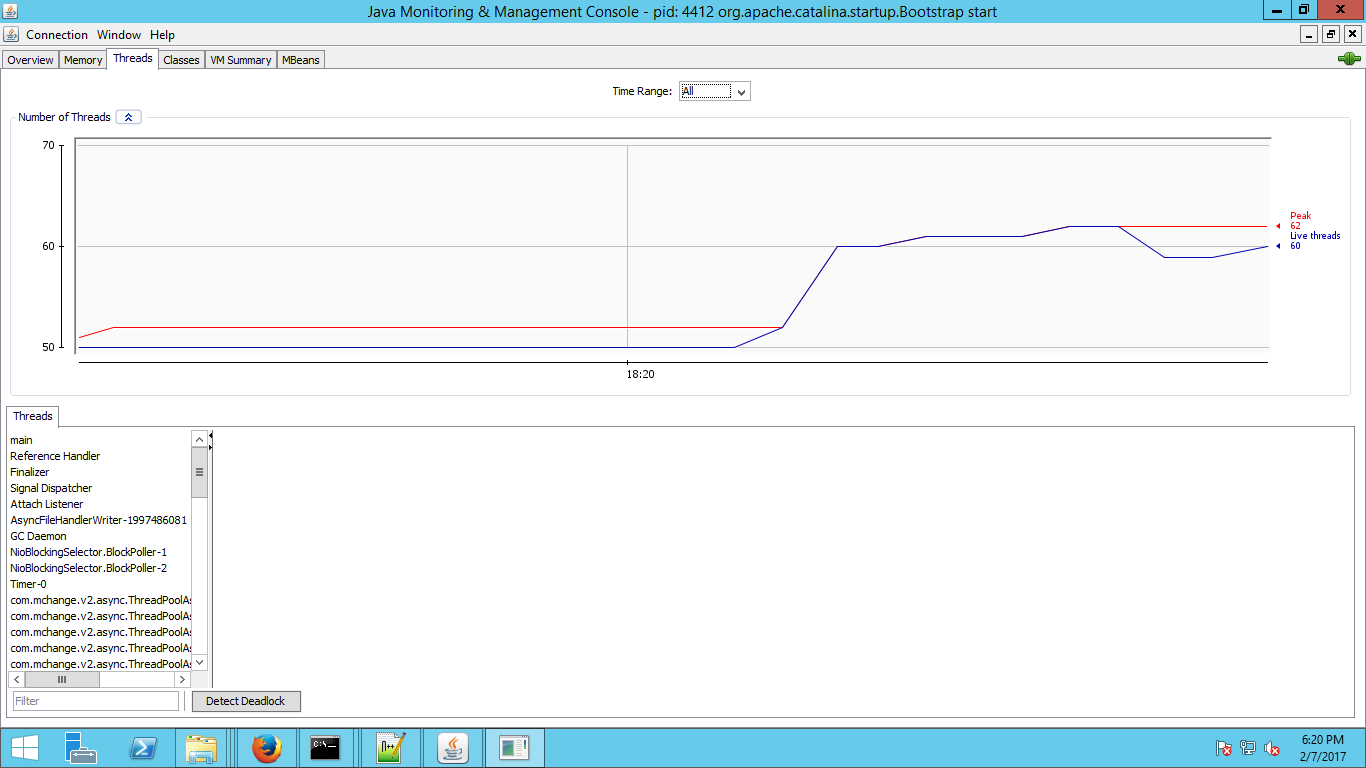 Java Monitoring & Management Console - pid: 4412 org.apache.catalina.startup.Bootstrap start
Connection Window Help
Overview Memory Threads Classes VM Summary MBeans
Time Range: All
Number of Threads
70
60
50
Peak
62
Live threads
60
18:20
Threads
main
Reference Handler
Finalizer
Signal Dispatcher
Attach Listener
AsyncFileHandlerWriter-1997486081
GC Daemon
NioBlockingSelector.BlockPoller-1
NioBlockingSelector.BlockPoller-2
Timer-0
com.mchange.v2.async.ThreadPoolAs
com.mchange.v2.async.ThreadPoolAs
com.mchange.v2.async.ThreadPoolAs
com.mchange.v2.async.ThreadPoolAs
com.mchange.v2.async.ThreadPoolAs
Filter
Detect Deadlock
C:\_
N++
6:20 PM
2/7/2017